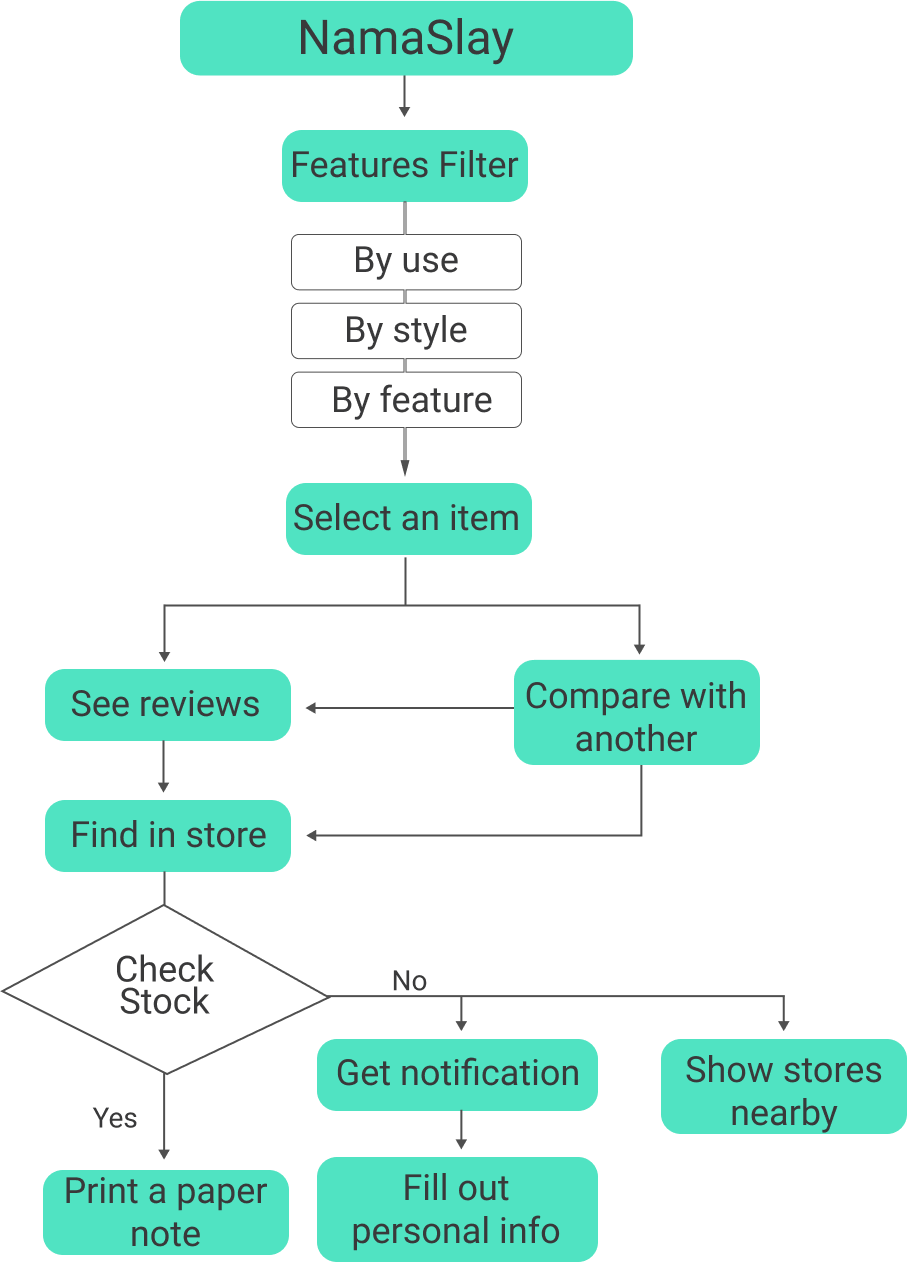 NamaSlay
Features Filter
By use
By style
By feature
Select an item
See reviews
Compare with
another
Find in store
Check
Stock
No
Yes
Get notification
Show stores
nearby
Print a paper
note
Fill out
personal info